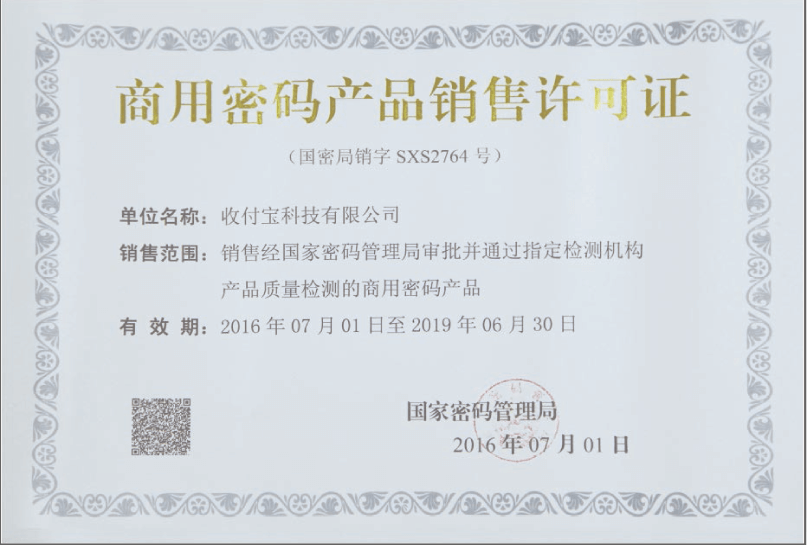 商用密码产品销售许可证
（国密局销字 SXS2764 号）
单位名称：收付宝科技有限公司
销售范围：销售经国家密码管理局审批并通过指定检测机构
产品质量检测的商用密码产品
有 效 期：2016 年 07 月 01 日至 2019 年 06 月 30 日
国家密码管理局
2016 年 07 月 01 日